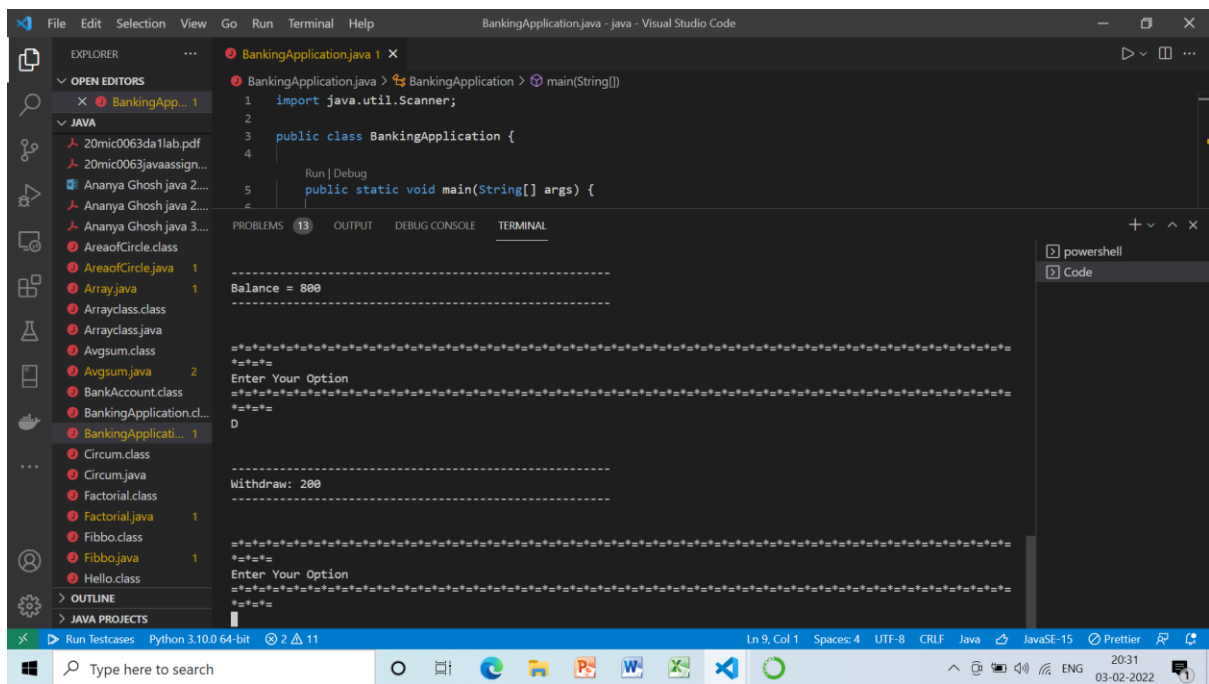 File Edit Selection View Go Run Terminal Help BankingApplication.java - java - Visual Studio Code
EXPLORER
OPEN EDITORS
BankingApp... 1
JAVA
20mic0063da1lab.pdf
20mic0063javaassign...
Ananya Ghosh java 2....
Ananya Ghosh java 2....
Ananya Ghosh java 3....
AreaofCircle.class
AreaofCircle.java 1
Array.java 1
Arrayclass.class
Arrayclass.java
Avgsum.class
Avgsum.java 2
BankAccount.class
BankingApplication.cl...
BankingApplicati... 1
Circum.class
Circum.java
Factorial.class
Factorial.java 1
Fibbo.class
Fibbo.java 1
Hello.class
OUTLINE
JAVA PROJECTS
BankingApplication.java 1
BankingApplication.java > BankingApplication > main(String[])
1 import java.util.Scanner;
2
3 public class BankingApplication {
4
Run | Debug
5 public static void main(String[] args) {
6
PROBLEMS 13 OUTPUT DEBUG CONSOLE TERMINAL
powershell
Code
-------------------------------------------------------
Balance = 800
-------------------------------------------------------
=*=*=*=*=*=*=*=*=*=*=*=*=*=*=*=*=*=*=*=*=*=*=*=*=*=*=*=*=*=*=*=*=*=*=*=*=*=*=*=*=*=*=*=*=*=*=*=*=*=*=*=*=*=*=*=*=
*=*=*=
Enter Your Option
=*=*=*=*=*=*=*=*=*=*=*=*=*=*=*=*=*=*=*=*=*=*=*=*=*=*=*=*=*=*=*=*=*=*=*=*=*=*=*=*=*=*=*=*=*=*=*=*=*=*=*=*=*=*=*=*=
*=*=*=
D
-------------------------------------------------------
Withdraw: 200
-------------------------------------------------------
=*=*=*=*=*=*=*=*=*=*=*=*=*=*=*=*=*=*=*=*=*=*=*=*=*=*=*=*=*=*=*=*=*=*=*=*=*=*=*=*=*=*=*=*=*=*=*=*=*=*=*=*=*=*=*=*=
*=*=*=
Enter Your Option
=*=*=*=*=*=*=*=*=*=*=*=*=*=*=*=*=*=*=*=*=*=*=*=*=*=*=*=*=*=*=*=*=*=*=*=*=*=*=*=*=*=*=*=*=*=*=*=*=*=*=*=*=*=*=*=*=
*=*=*=
Run Testcases Python 3.10.0 64-bit 2 11 Ln 9, Col 1 Spaces: 4 UTF-8 CRLF Java JavaSE-15 Prettier
Type here to search ENG 20:31
03-02-2022 1